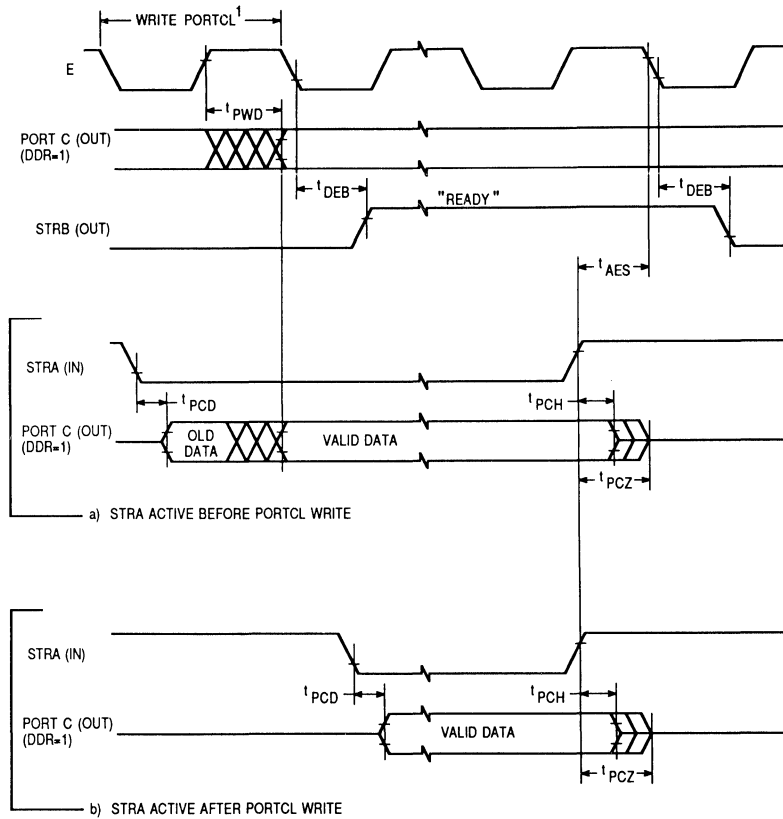 WRITE PORTCL¹
E
tPWD
PORT C (OUT)
(DDR=1)
tDEB
"READY"
tDEB
STRB (OUT)
tAES
STRA (IN)
tPCD
tPCH
PORT C (OUT)
(DDR=1)
OLD
DATA
VALID DATA
tPCZ
a) STRA ACTIVE BEFORE PORTCL WRITE
STRA (IN)
tPCD
tPCH
PORT C (OUT)
(DDR=1)
VALID DATA
tPCZ
b) STRA ACTIVE AFTER PORTCL WRITE